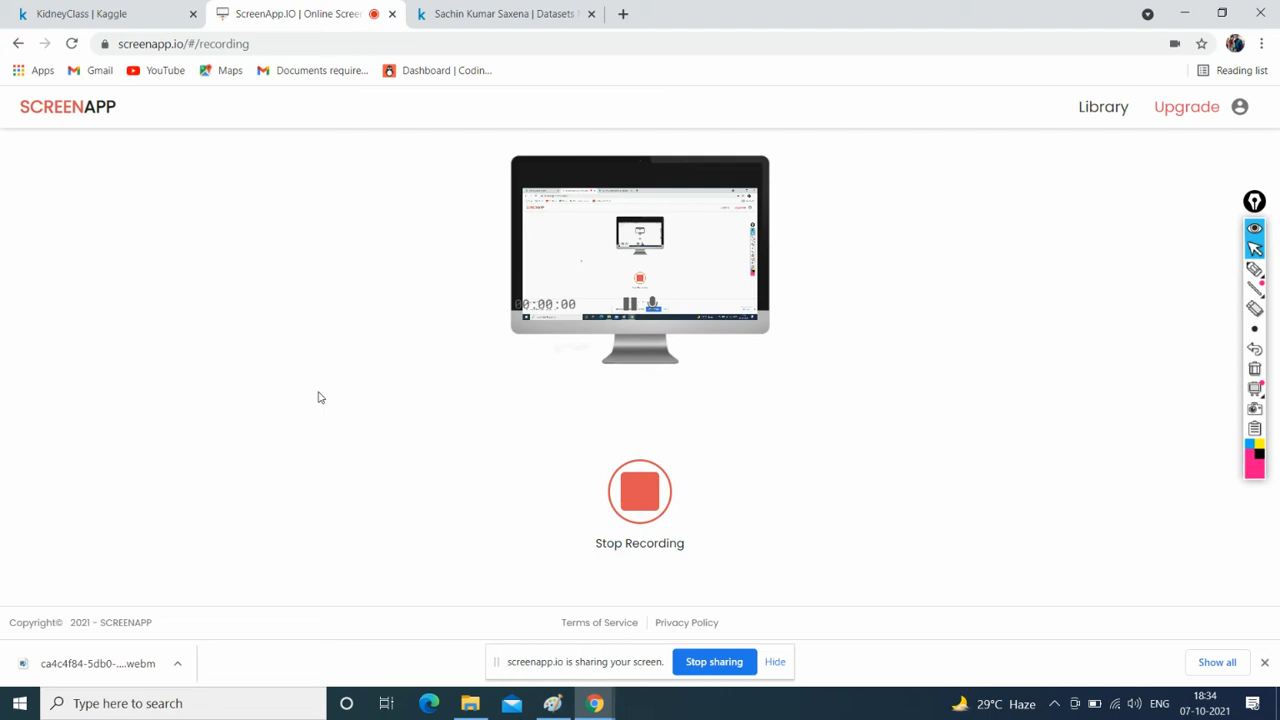 KidneyClass | Kaggle
ScreenApp.IO | Online Screen
Sachin Kumar Saxena | Datasets
screenapp.io/#/recording
Apps
Gmail
YouTube
Maps
Documents require...
Dashboard | Codin...
Reading list
SCREENAPP
Library
Upgrade
00:00:00
Stop Recording
Copyright© 2021 - SCREENAPP
Terms of Service
Privacy Policy
ca4c4f84-5db0-....webm
screenapp.io is sharing your screen.
Stop sharing
Hide
Show all
Type here to search
29°C Haze
ENG
18:34
07-10-2021